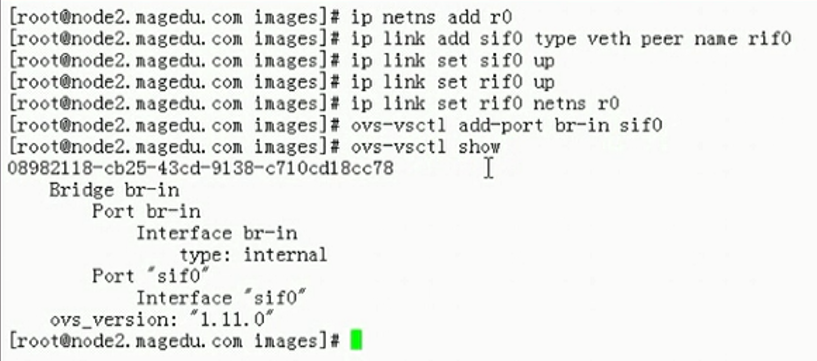 [root@node2.magedu.com images]# ip netns add r0
[root@node2.magedu.com images]# ip link add sif0 type veth peer name rif0
[root@node2.magedu.com images]# ip link set sif0 up
[root@node2.magedu.com images]# ip link set rif0 up
[root@node2.magedu.com images]# ip link set rif0 netns r0
[root@node2.magedu.com images]# ovs-vsctl add-port br-in sif0
[root@node2.magedu.com images]# ovs-vsctl show
08982118-cb25-43cd-9138-c710cd18cc78
    Bridge br-in
        Port br-in
            Interface br-in
                type: internal
        Port "sif0"
            Interface "sif0"
    ovs_version: "1.11.0"
[root@node2.magedu.com images]#